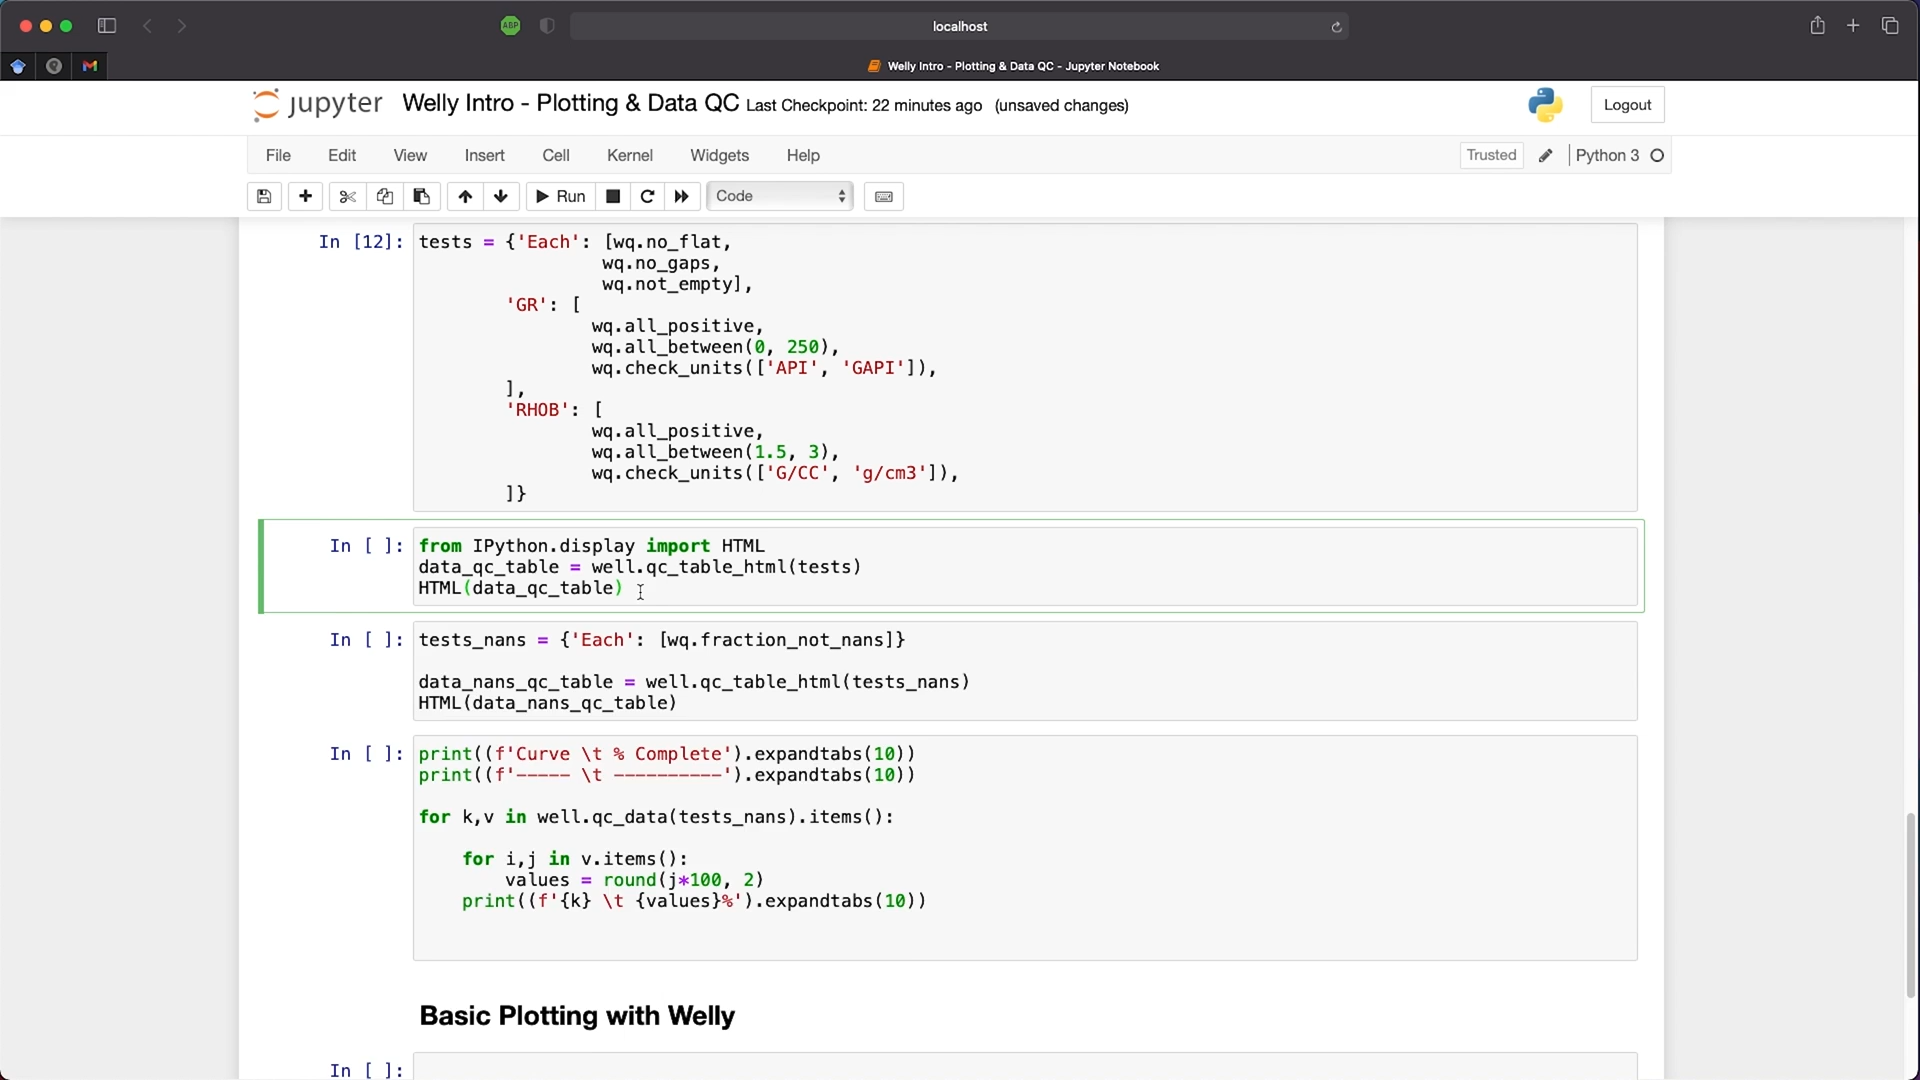 ABP
localhost
Welly Intro - Plotting & Data QC - Jupyter Notebook
jupyter Welly Intro - Plotting & Data QC Last Checkpoint: 22 minutes ago (unsaved changes)
Logout
File Edit View Insert Cell Kernel Widgets Help
Trusted Python 3
Run Code
In [12]: tests = {'Each': [wq.no_flat,
wq.no_gaps,
wq.not_empty],
'GR': [
wq.all_positive,
wq.all_between(0, 250),
wq.check_units(['API', 'GAPI']),
],
'RHOB': [
wq.all_positive,
wq.all_between(1.5, 3),
wq.check_units(['G/CC', 'g/cm3']),
]}
In [ ]: from IPython.display import HTML
data_qc_table = well.qc_table_html(tests)
HTML(data_qc_table)
In [ ]: tests_nans = {'Each': [wq.fraction_not_nans]}
data_nans_qc_table = well.qc_table_html(tests_nans)
HTML(data_nans_qc_table)
In [ ]: print((f'Curve \t % Complete').expandtabs(10))
print((f'----- \t ----------').expandtabs(10))
for k,v in well.qc_data(tests_nans).items():
for i,j in v.items():
values = round(j*100, 2)
print((f'{k} \t {values}%').expandtabs(10))
Basic Plotting with Welly
In [ ]: